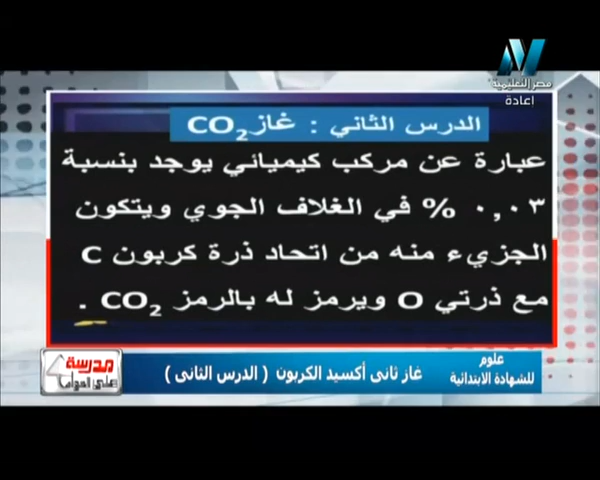 مصر التعليمية
إعادة
الدرس الثاني : غاز CO2
عبارة عن مركب كيميائي يوجد بنسبة
٠,٠٣ % في الغلاف الجوي ويتكون
الجزيء منه من اتحاد ذرة كربون C
مع ذرتي O ويرمز له بالرمز CO2 .
علوم
للشهادة الابتدائية
غاز ثانى أكسيد الكربون ( الدرس الثانى )
مدرسة
على الهواء